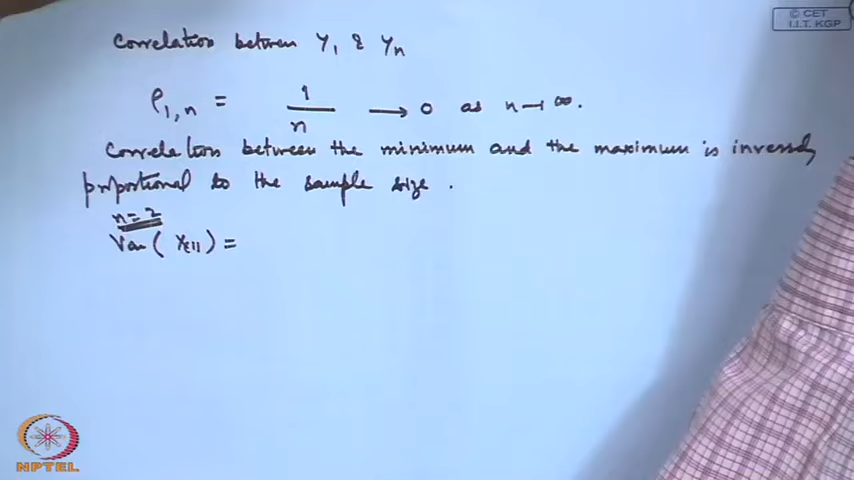 © CET
I.I.T. KGP
Correlation between Y₁ & Yₙ
ρ₁,ₙ = 1/n → 0 as n → ∞.
Correlation between the minimum and the maximum is inversely
proportional to the sample size.
n=2
Var( X₍₁₎ ) =
NPTEL